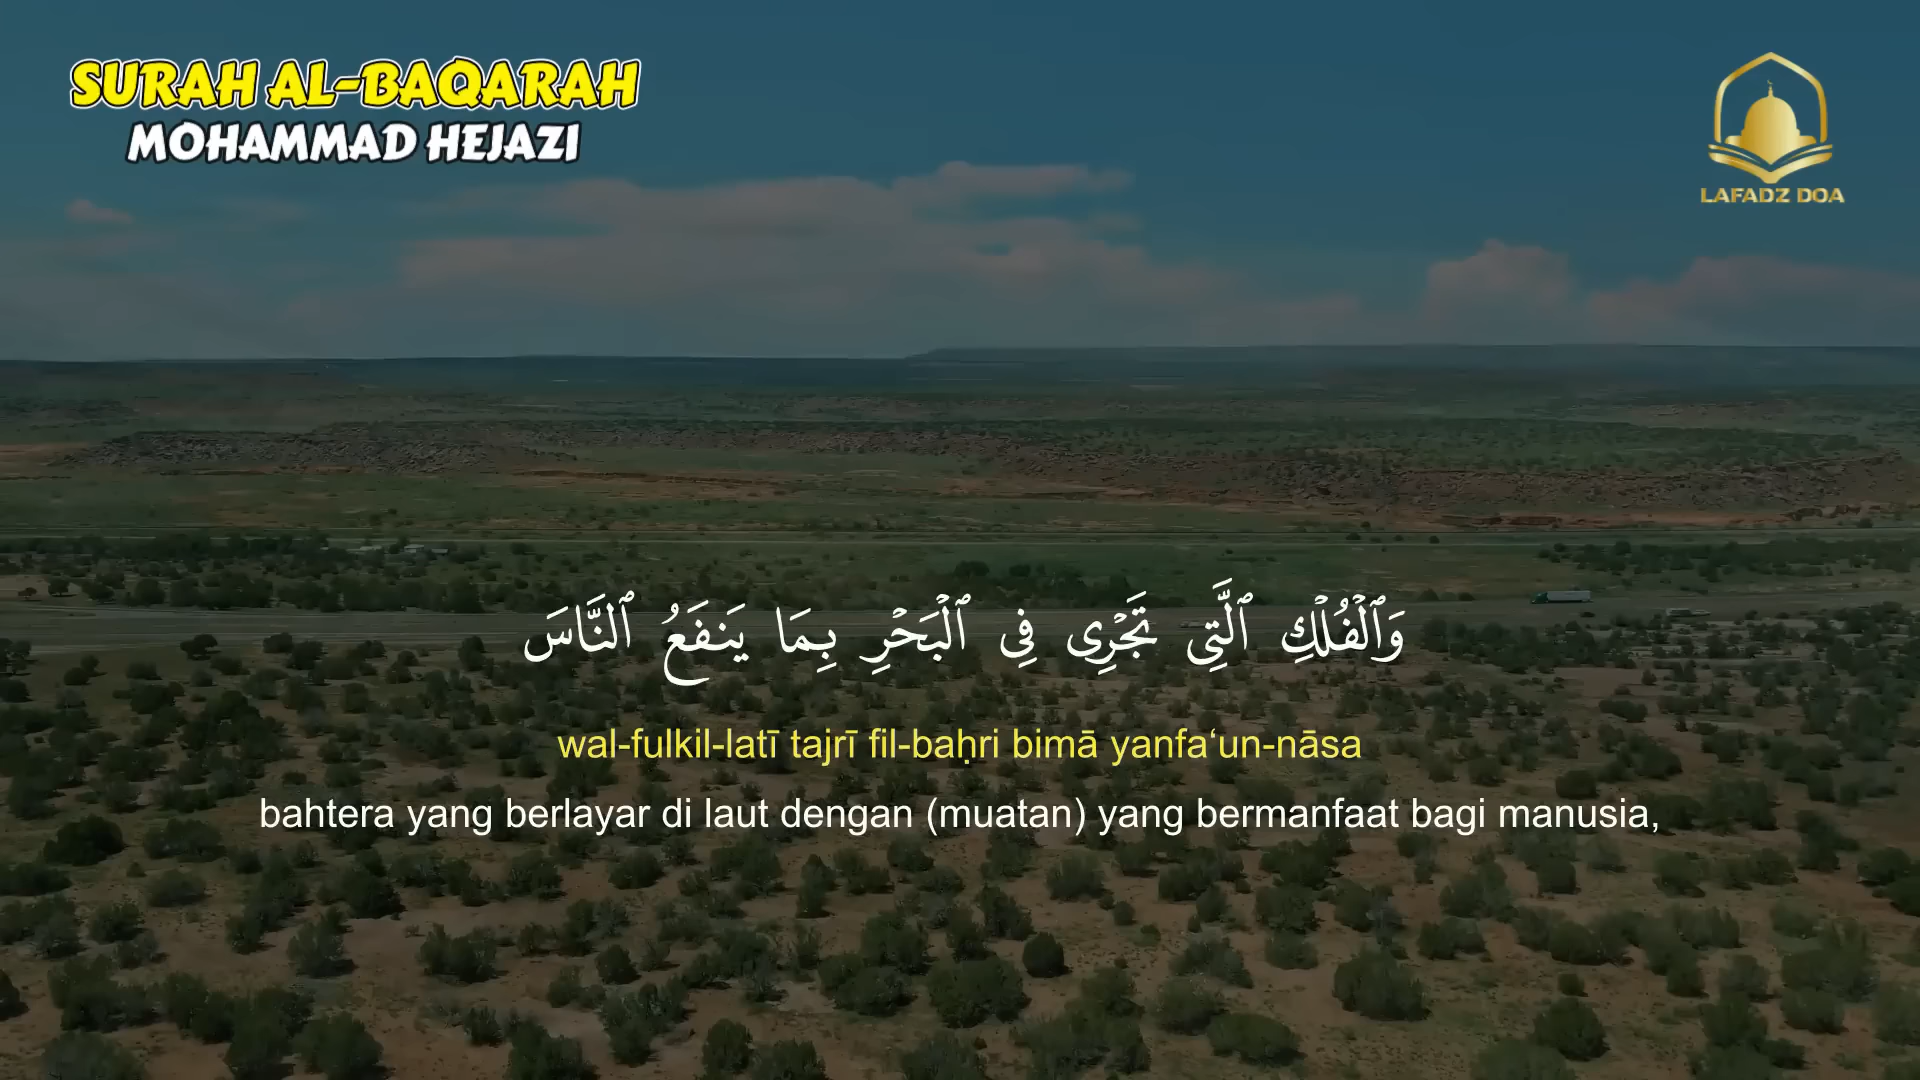 SURAH AL-BAQARAH
MOHAMMAD HEJAZI
LAFADZ DOA
وَٱلْفُلْكِ ٱلَّتِى تَجْرِى فِى ٱلْبَحْرِ بِمَا يَنفَعُ ٱلنَّاسَ
wal-fulkil-latī tajrī fil-baḥri bimā yanfa‘un-nāsa
bahtera yang berlayar di laut dengan (muatan) yang bermanfaat bagi manusia,